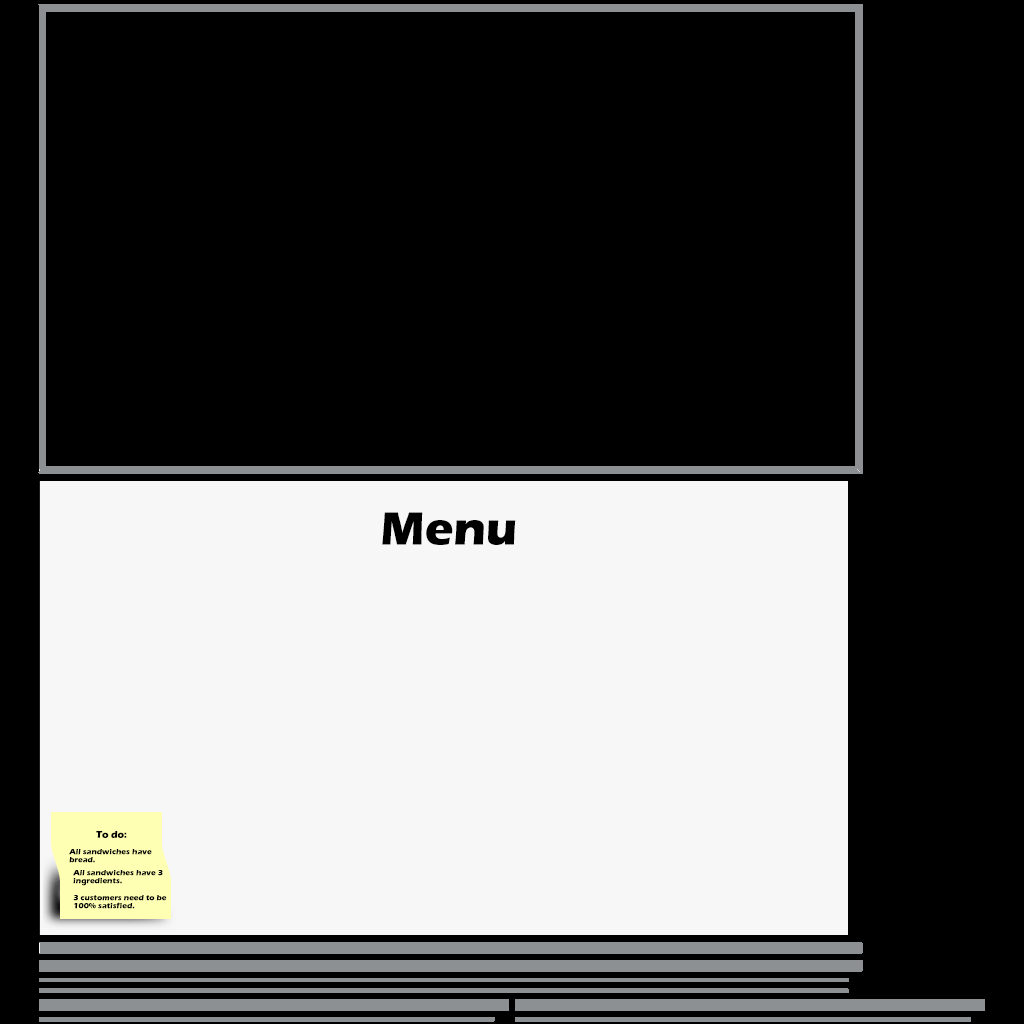 Menu
To do:
All sandwiches have
bread.
All sandwiches have 3
ingredients.
3 customers need to be
100% satisfied.